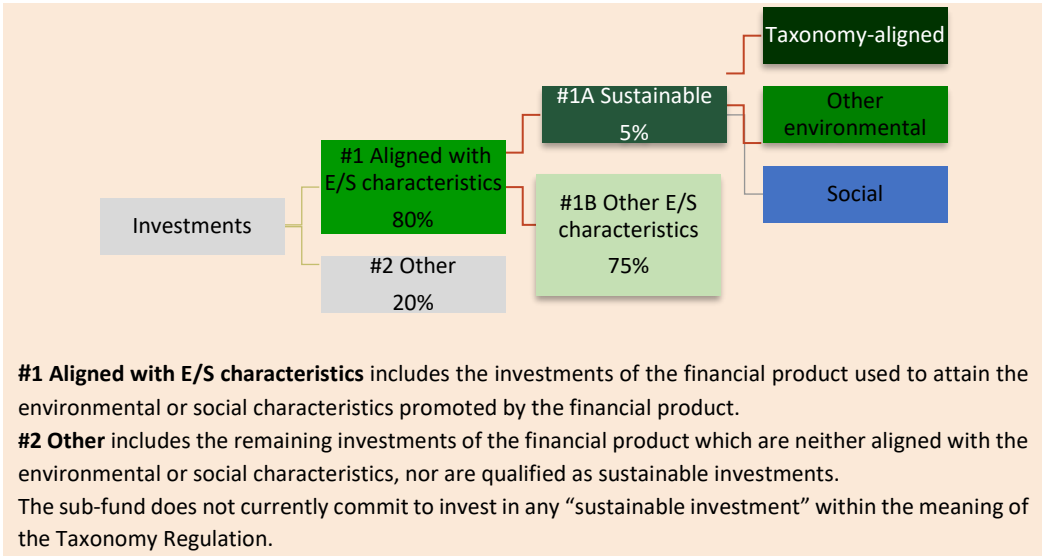 Taxonomy-aligned
#1A Sustainable
5%
Other
environmental
#1 Aligned with
E/S characteristics
80%
#1B Other E/S
characteristics
75%
Social
Investments
#2 Other
20%
#1 Aligned with E/S characteristics includes the investments of the financial product used to attain the
environmental or social characteristics promoted by the financial product.
#2 Other includes the remaining investments of the financial product which are neither aligned with the
environmental or social characteristics, nor are qualified as sustainable investments.
The sub-fund does not currently commit to invest in any “sustainable investment” within the meaning of
the Taxonomy Regulation.